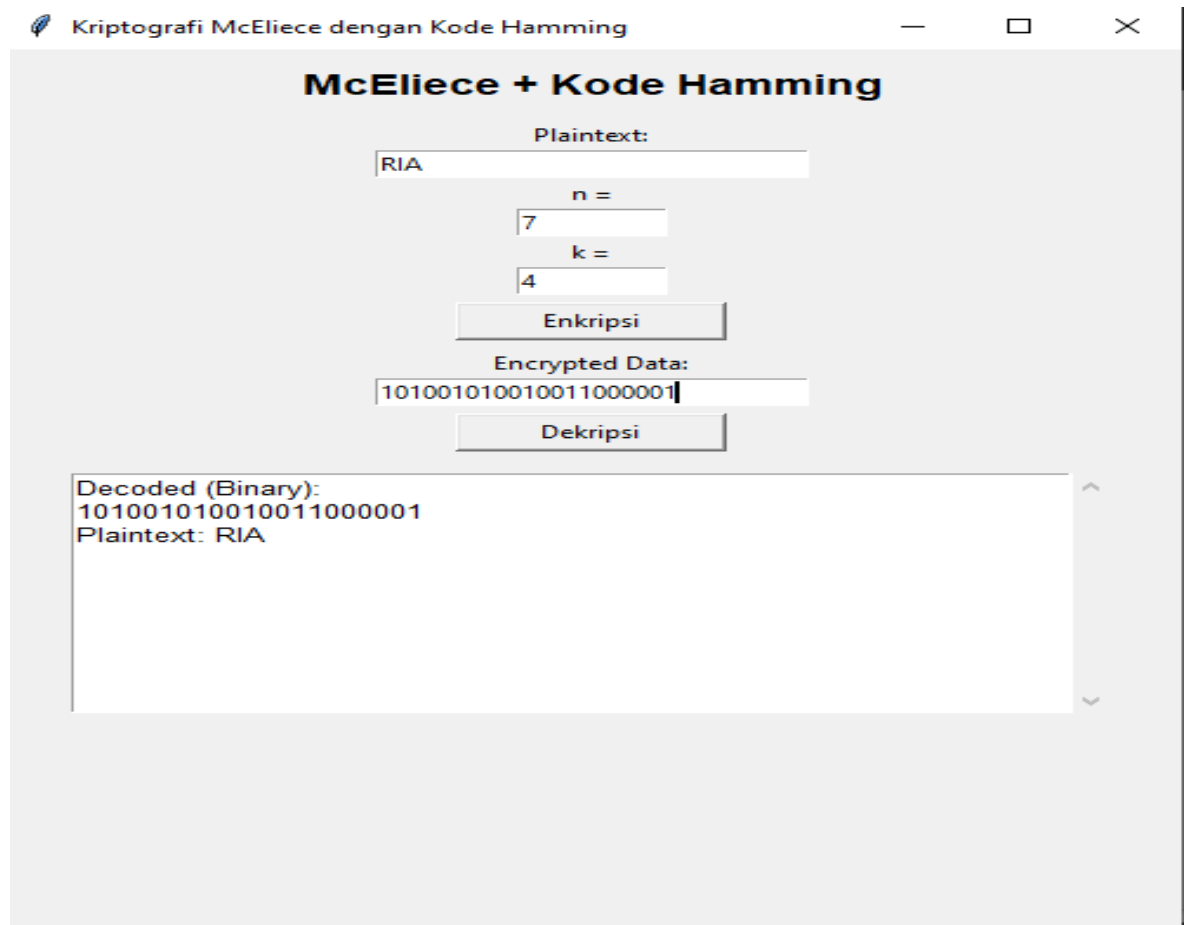 Kriptografi McEliece dengan Kode Hamming
McEliece + Kode Hamming
Plaintext:
RIA
n =
7
k =
4
Enkripsi
Encrypted Data:
101001010010011000001
Dekripsi
Decoded (Binary):
101001010010011000001
Plaintext: RIA